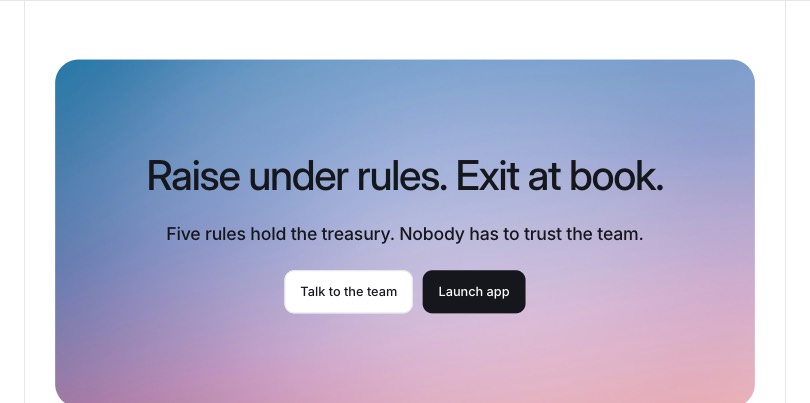 Raise under rules. Exit at book.
Five rules hold the treasury. Nobody has to trust the team.
Talk to the team
Launch app